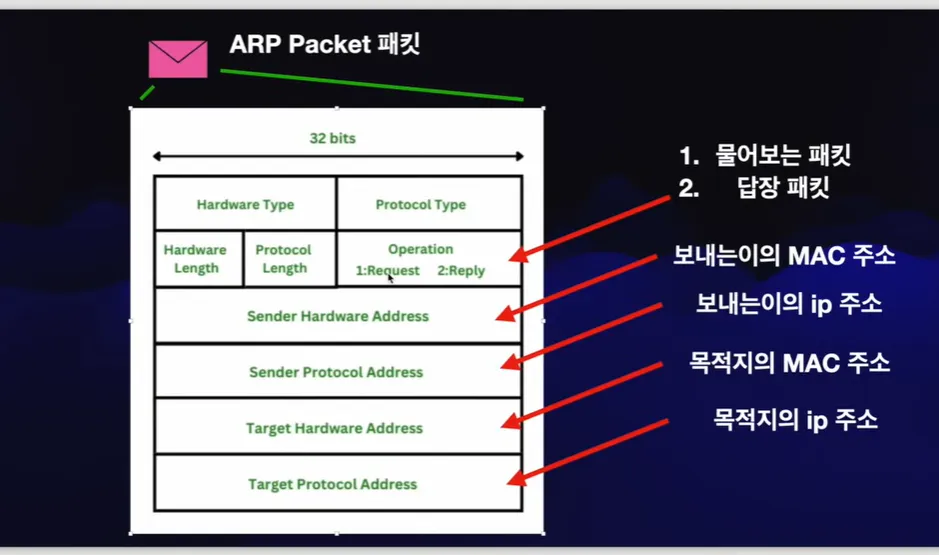 ARP Packet 패킷
32 bits
Hardware Type
Protocol Type
Hardware
Length
Protocol
Length
Operation
1:Request 2:Reply
Sender Hardware Address
Sender Protocol Address
Target Hardware Address
Target Protocol Address
1. 물어보는 패킷
2. 답장 패킷
보내는이의 MAC 주소
보내는이의 ip 주소
목적지의 MAC 주소
목적지의 ip 주소